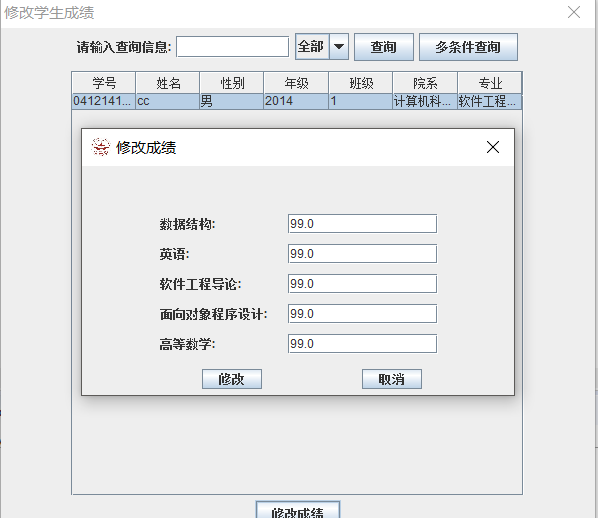 修改学生成绩
请输入查询信息: 全部 查询 多条件查询
学号 姓名 性别 年级 班级 院系 专业
0412141... cc 男 2014 1 计算机科... 软件工程...
修改成绩
数据结构: 99.0
英语: 99.0
软件工程导论: 99.0
面向对象程序设计: 99.0
高等数学: 99.0
修改 取消
修改成绩